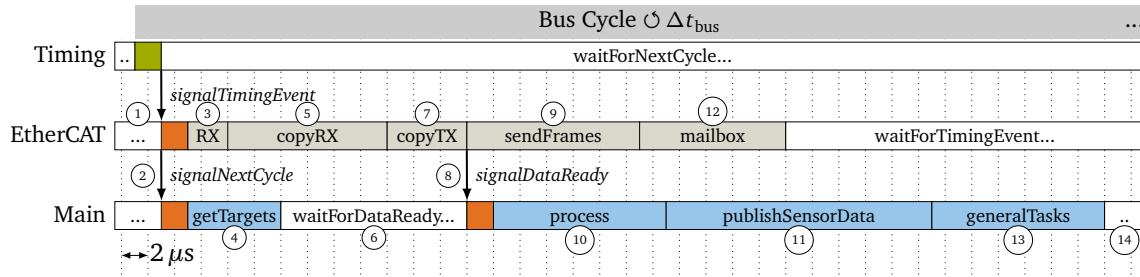 Bus Cycle ↺ Δt_bus ...
Timing .. waitForNextCycle...
signalTimingEvent
① ③ ⑤ ⑦ ⑨ ⑫
EtherCAT ... RX copyRX copyTX sendFrames mailbox waitForTimingEvent...
② signalNextCycle ⑧ signalDataReady
Main ... getTargets waitForDataReady... process publishSensorData generalTasks ..
④ ⑥ ⑩ ⑪ ⑬ ⑭
2 μs